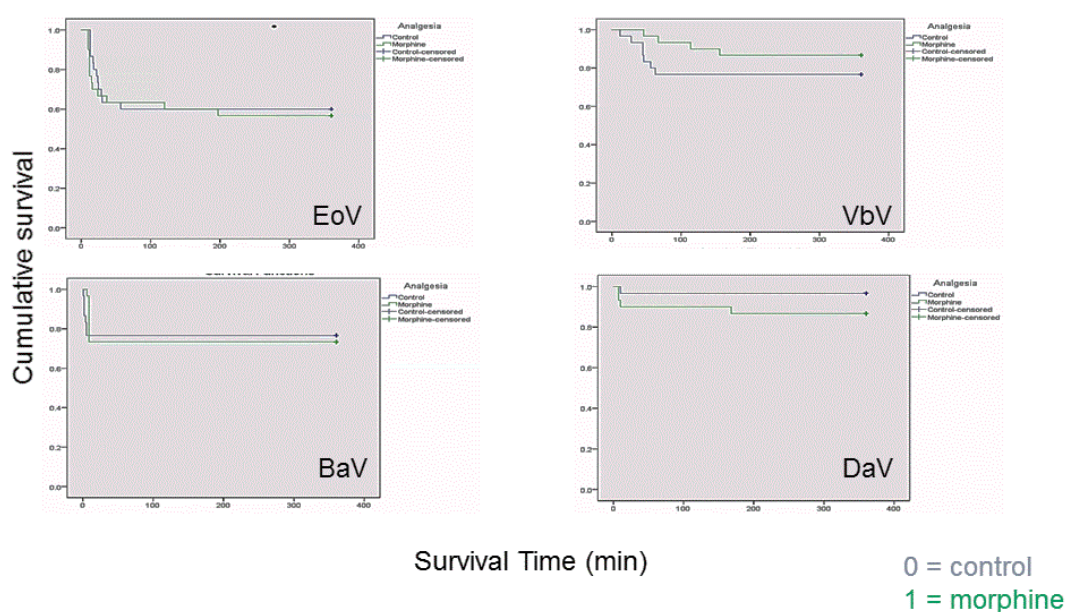 Analgesia
Control
Morphine
Control-censored
Morphine-censored
1.0
0.8
0.6
0.4
0.2
0.0
0
100
200
300
400
EoV
Analgesia
Control
Morphine
Control-censored
Morphine-censored
1.0
0.8
0.6
0.4
0.2
0.0
0
100
200
300
400
VbV
Cumulative survival
Analgesia
Control
Morphine
Control-censored
Morphine-censored
1.0
0.8
0.6
0.4
0.2
0.0
0
100
200
300
400
BaV
Analgesia
Control
Morphine
Control-censored
Morphine-censored
1.0
0.8
0.6
0.4
0.2
0.0
0
100
200
300
400
DaV
Survival Time (min)
0 = control
1 = morphine